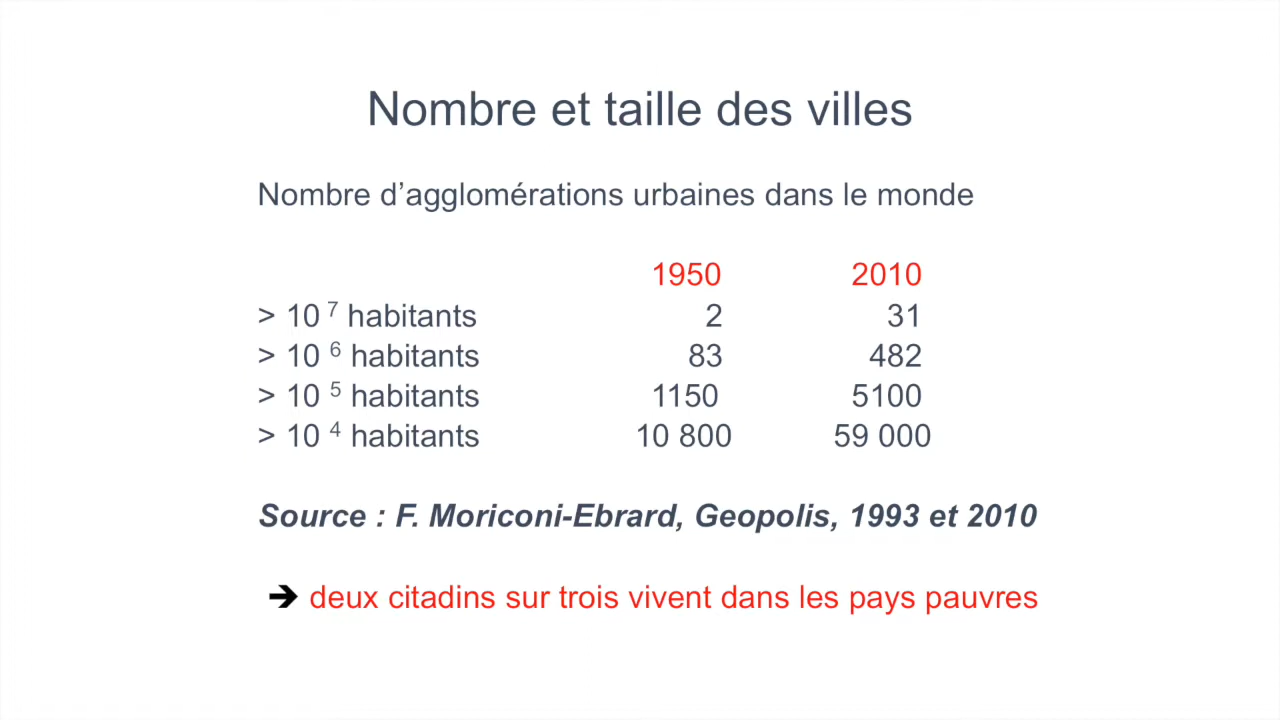 Nombre et taille des villes
Nombre d’agglomérations urbaines dans le monde
1950 2010
> 10 7 habitants 2 31
> 10 6 habitants 83 482
> 10 5 habitants 1150 5100
> 10 4 habitants 10 800 59 000
Source : F. Moriconi-Ebrard, Geopolis, 1993 et 2010
➔ deux citadins sur trois vivent dans les pays pauvres